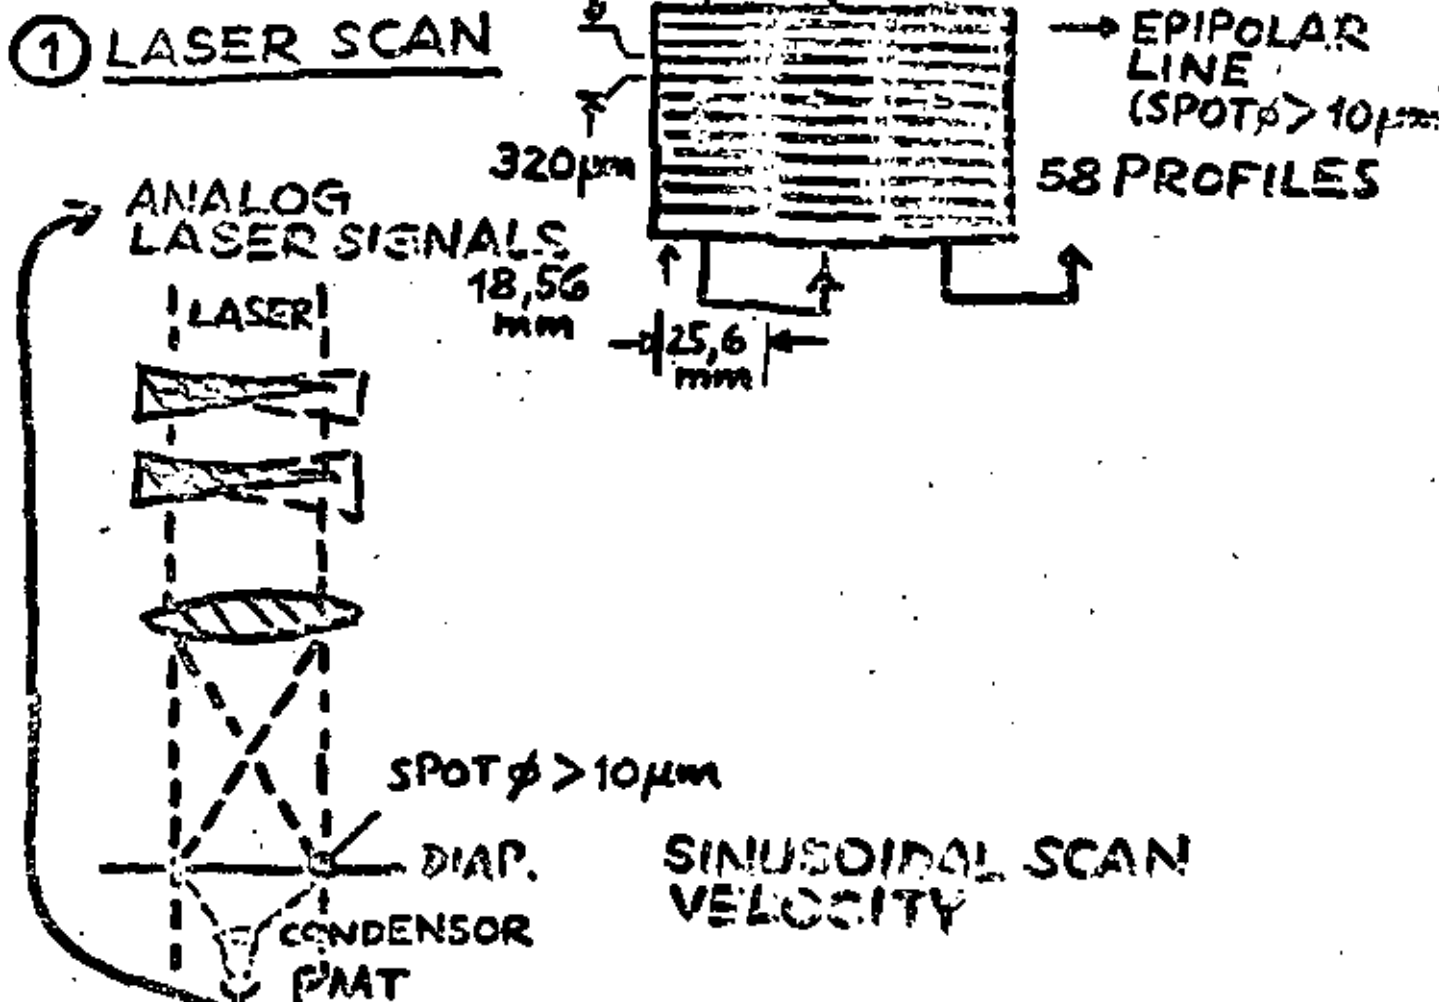 1 LASER SCAN
→ EPIPOLAR
LINE
(SPOTø > 10µm
320µm
58 PROFILES
ANALOG
LASER SIGNALS
18,56
mm
LASER
25,6
mm
SPOT ø > 10µm
DIAP.
SINUSOIDAL SCAN
VELOCITY
CONDENSOR
PMT